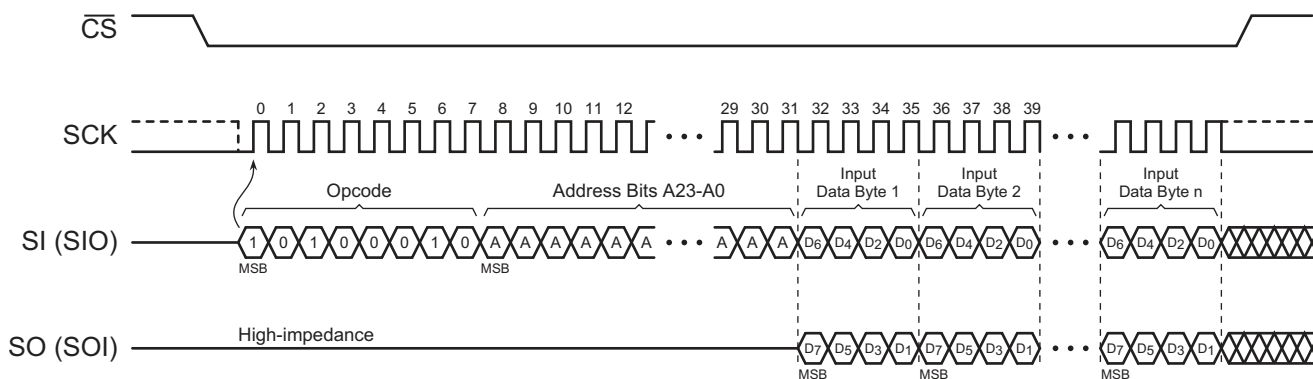 CS
0 1 2 3 4 5 6 7 8 9 10 11 12 29 30 31 32 33 34 35 36 37 38 39
SCK
Opcode
Address Bits A23-A0
Input
Data Byte 1
Input
Data Byte 2
Input
Data Byte n
SI (SIO)
1 0 1 0 0 0 1 0 A A A A A A A A A D6 D4 D2 D0 D6 D4 D2 D0 D6 D4 D2 D0
MSB MSB
High-impedance
SO (SOI)
D7 D5 D3 D1 D7 D5 D3 D1 D7 D5 D3 D1
MSB MSB MSB